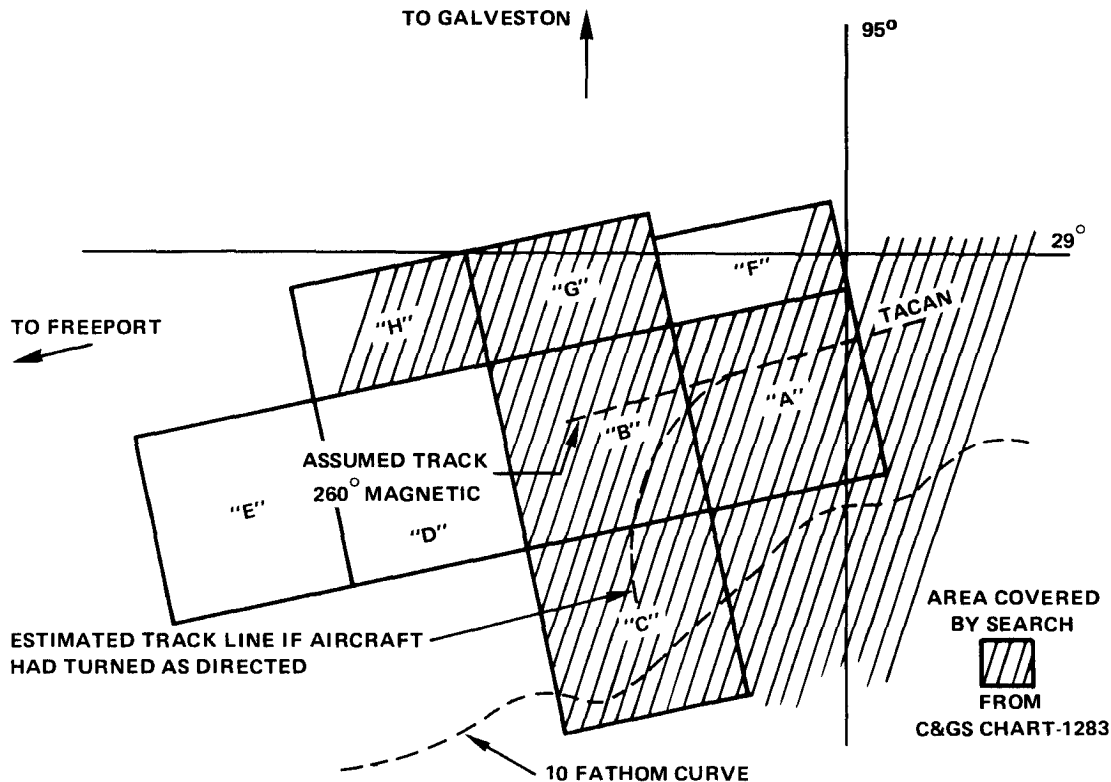 TO GALVESTON
95°
29°
"F"
"G"
TACAN
"H"
TO FREEPORT
"A"
"B"
ASSUMED TRACK
260° MAGNETIC
"E"
"D"
AREA COVERED
BY SEARCH
FROM
C&GS CHART-1283
ESTIMATED TRACK LINE IF AIRCRAFT
HAD TURNED AS DIRECTED
"C"
10 FATHOM CURVE